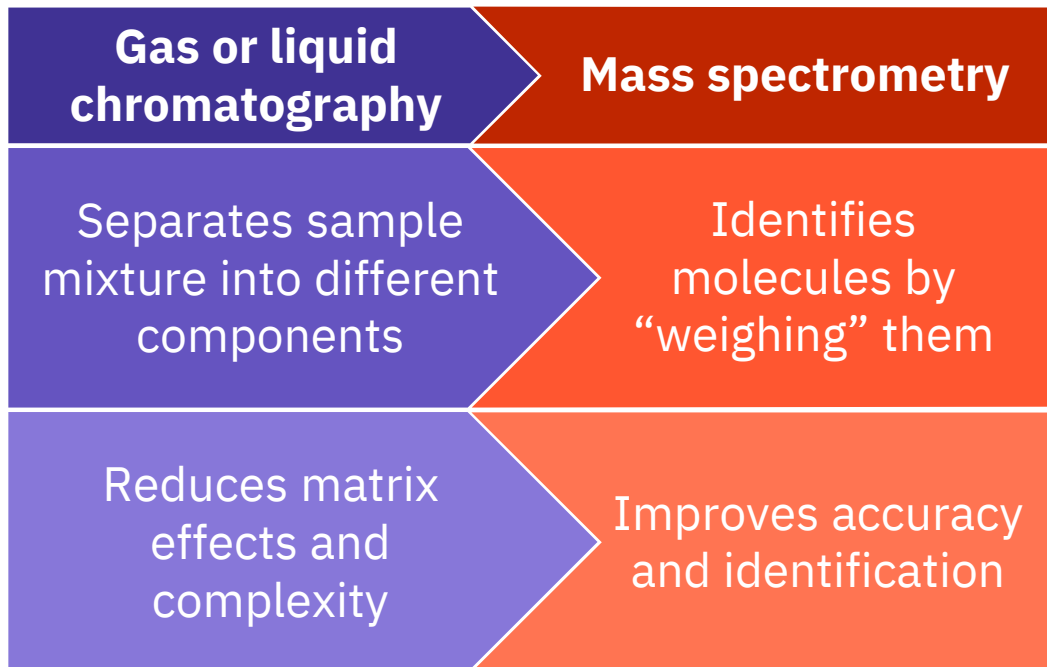 Gas or liquid
chromatography
Mass spectrometry
Separates sample
mixture into different
components
Identifies
molecules by
“weighing” them
Reduces matrix
effects and
complexity
Improves accuracy
and identification